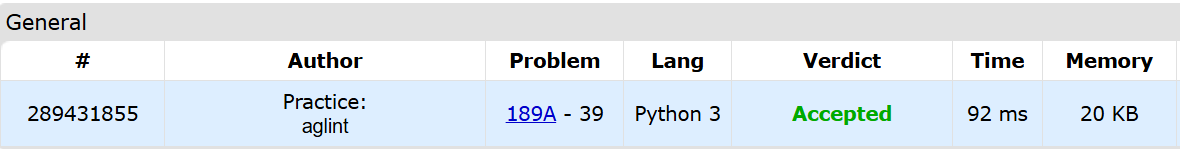 General
# Author Problem Lang Verdict Time Memory
289431855 Practice: aglint 189A - 39 Python 3 Accepted 92 ms 20 KB